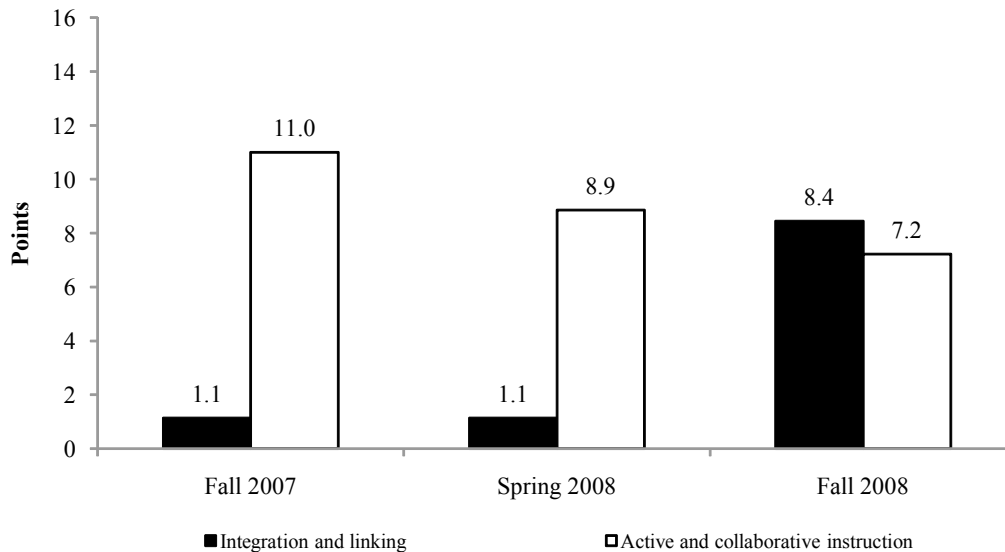 16
14
12
10
8
6
4
2
0
Points
11.0
8.9
8.4
7.2
1.1
1.1
Fall 2007
Spring 2008
Fall 2008
Integration and linking
Active and collaborative instruction